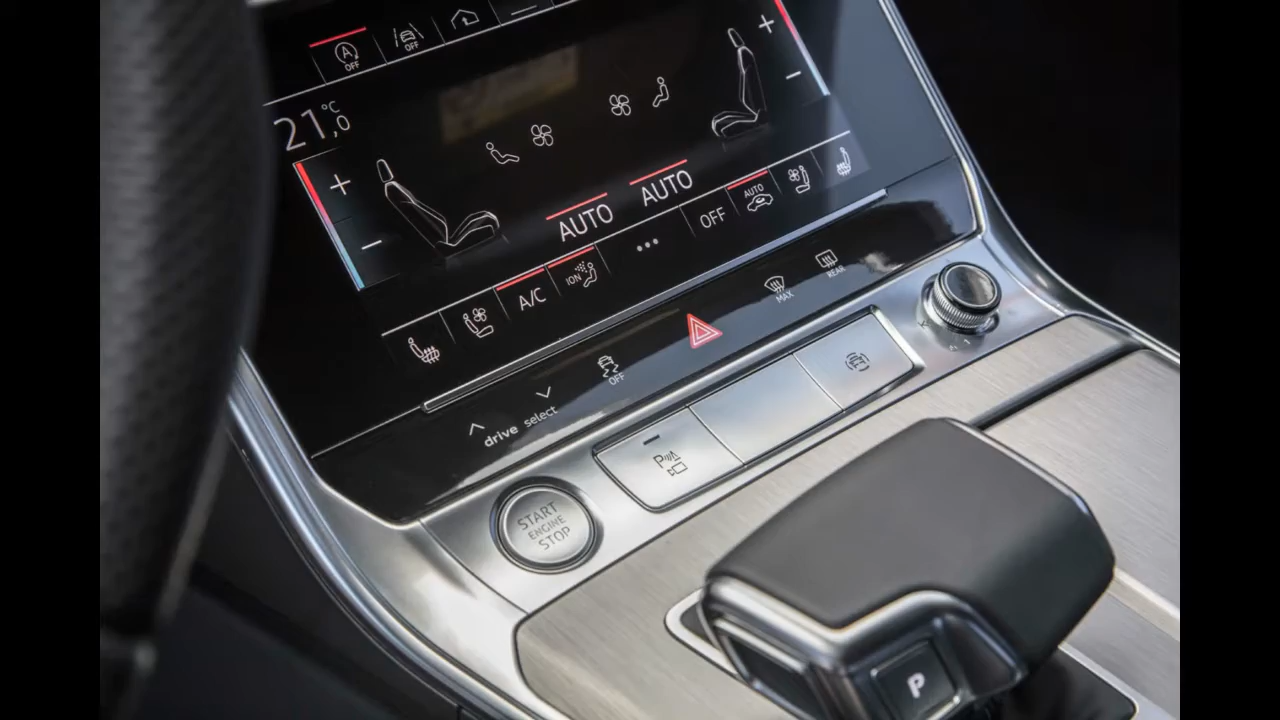 A
OFF
OFF
21,0 °C
+
−
+
−
AUTO
AUTO
A/C
ION
•••
OFF
AUTO
MAX
REAR
OFF
drive select
P
START
ENGINE
STOP
P